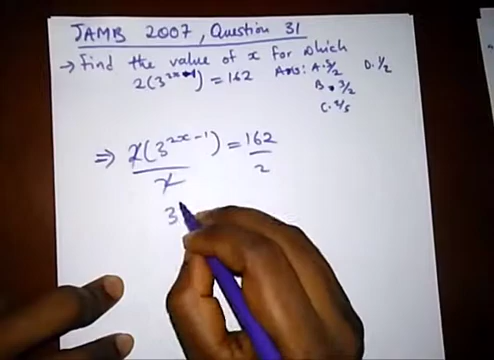 JAMB 2007, Question 31
→ Find the value of x for which
2(3^2x-1) = 162 Ans: A. 5/2 D. 1/2
B. 3/2
C. 2/5
⇒ 2(3^2x-1) = 162
2 2
3